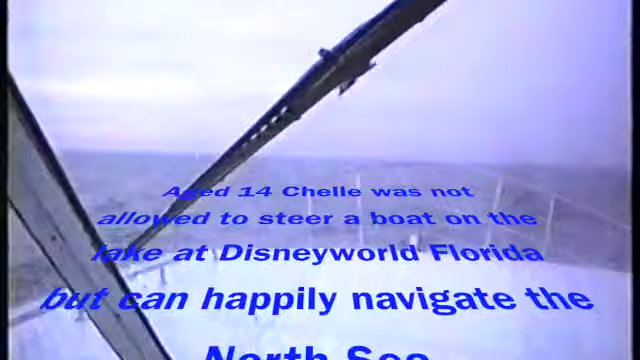 Aged 14 Chelle was not
allowed to steer a boat on the
lake at Disneyworld Florida
but can happily navigate the
North Sea